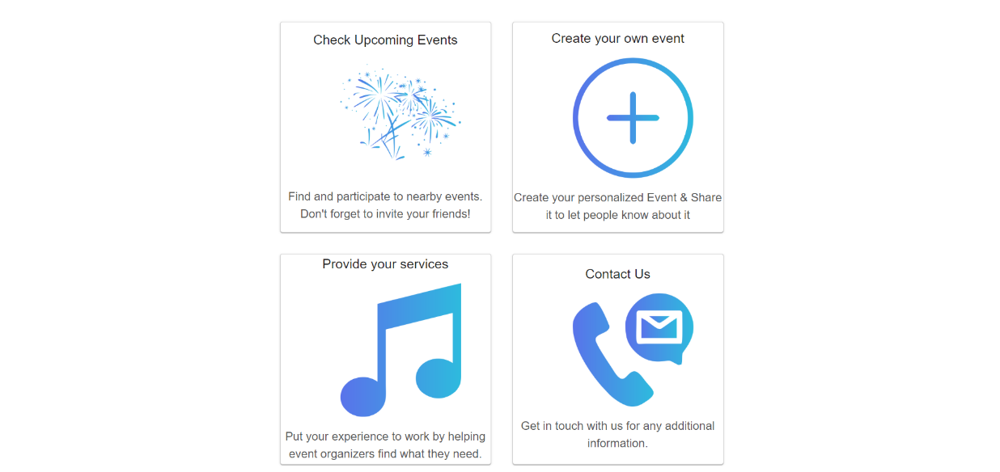 Check Upcoming Events
Find and participate to nearby events.
Don't forget to invite your friends!
Create your own event
Create your personalized Event & Share
it to let people know about it
Provide your services
Put your experience to work by helping
event organizers find what they need.
Contact Us
Get in touch with us for any additional
information.